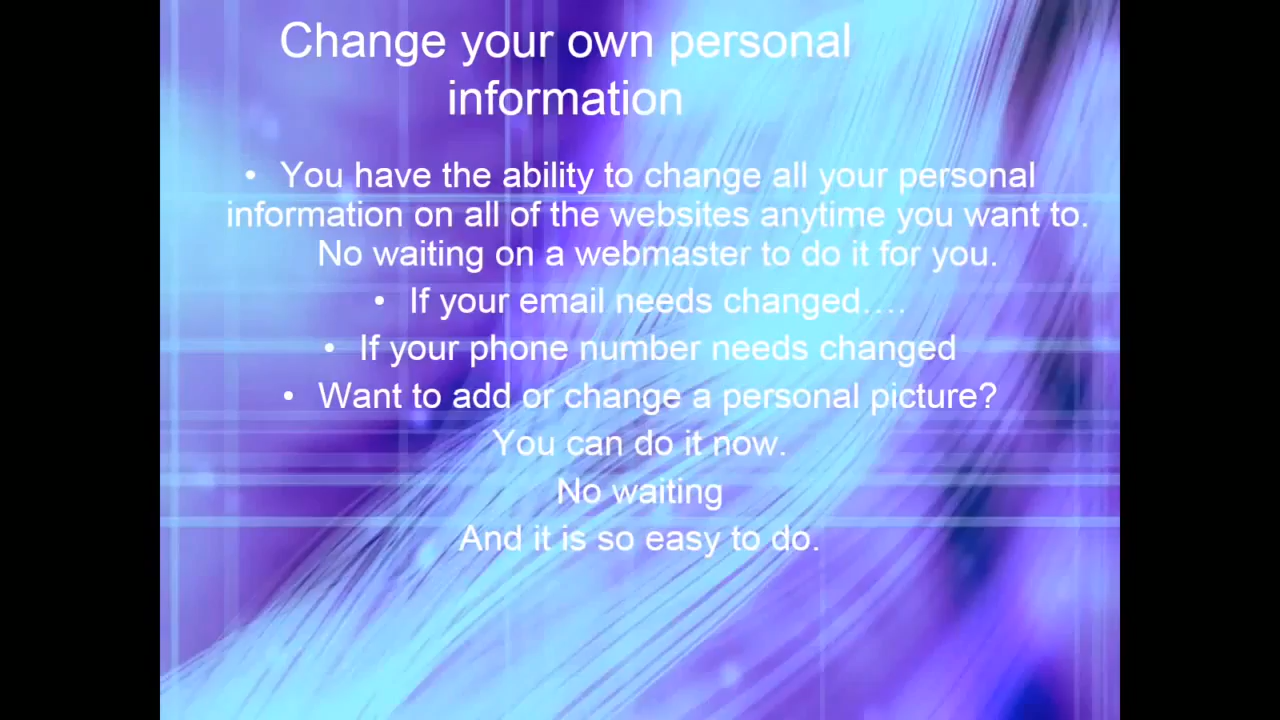 Change your own personal
information
• You have the ability to change all your personal
information on all of the websites anytime you want to.
No waiting on a webmaster to do it for you.
• If your email needs changed….
• If your phone number needs changed
• Want to add or change a personal picture?
You can do it now.
No waiting
And it is so easy to do.